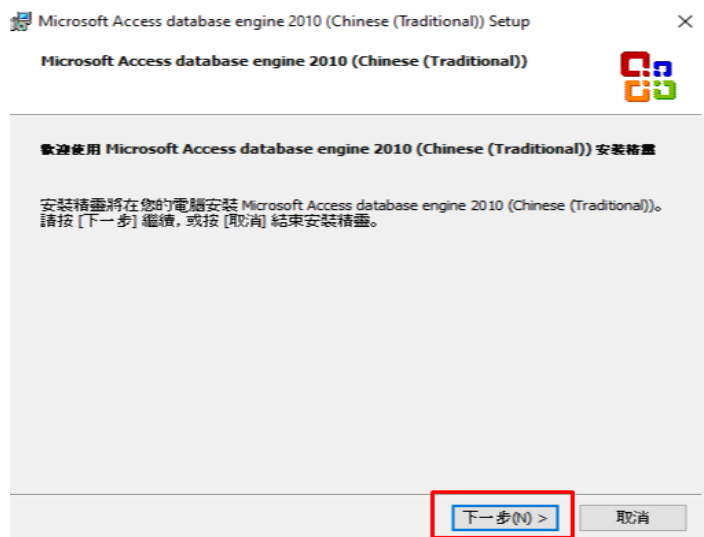 Microsoft Access database engine 2010 (Chinese (Traditional)) Setup
Microsoft Access database engine 2010 (Chinese (Traditional))
歡迎使用 Microsoft Access database engine 2010 (Chinese (Traditional)) 安裝精靈
安裝精靈將在您的電腦安裝 Microsoft Access database engine 2010 (Chinese (Traditional))。
請按 [下一步] 繼續, 或按 [取消] 結束安裝精靈。
下一步(N) >
取消